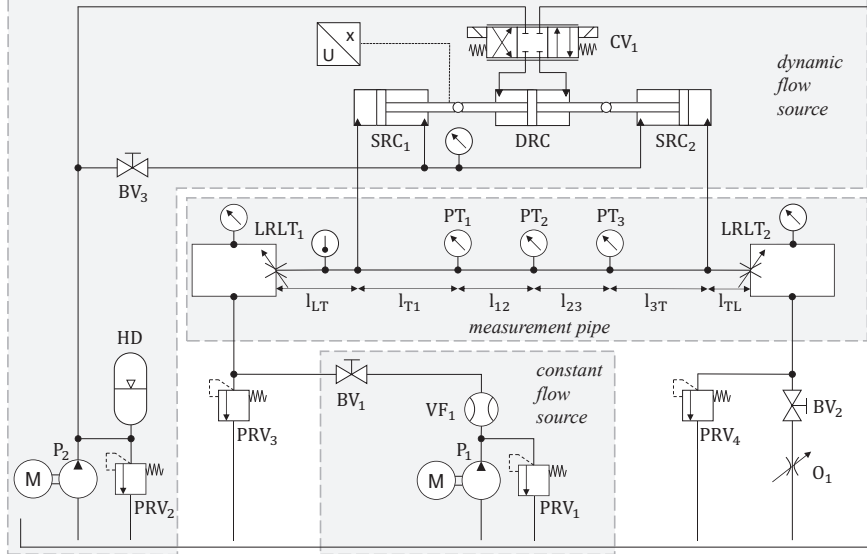 x
U
CV₁
dynamic
flow
source
SRC₁
DRC
SRC₂
BV₃
LRLT₁
PT₁
PT₂
PT₃
LRLT₂
l_LT
l_T1
l₁₂
l₂₃
l_3T
l_TL
measurement pipe
HD
constant
flow
source
BV₁
VF₁
BV₂
PRV₃
PRV₄
P₂
P₁
M
M
O₁
PRV₂
PRV₁